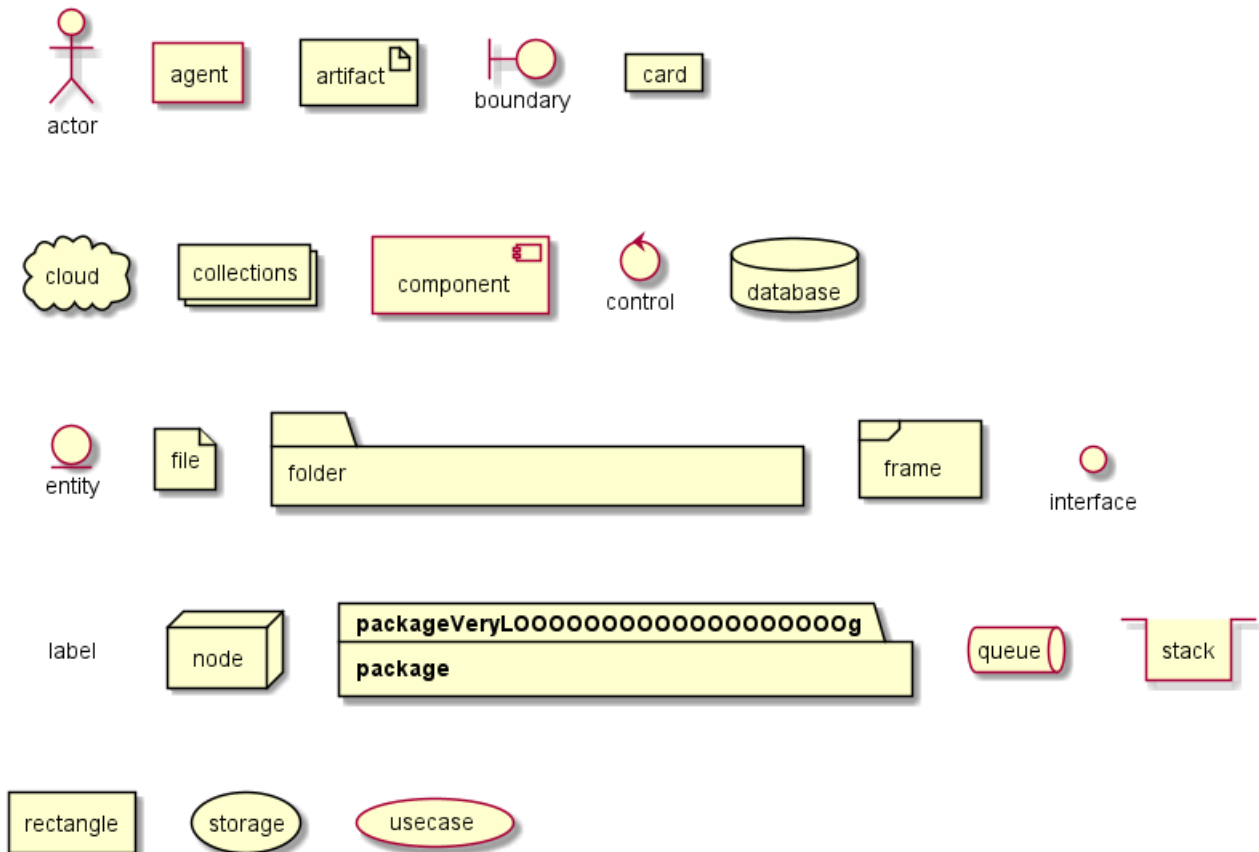 actor
agent
artifact
boundary
card
cloud
collections
component
control
database
entity
file
folder
frame
interface
label
node
packageVeryLOOOOOOOOOOOOOOOOOOOg
package
queue
stack
rectangle
storage
usecase